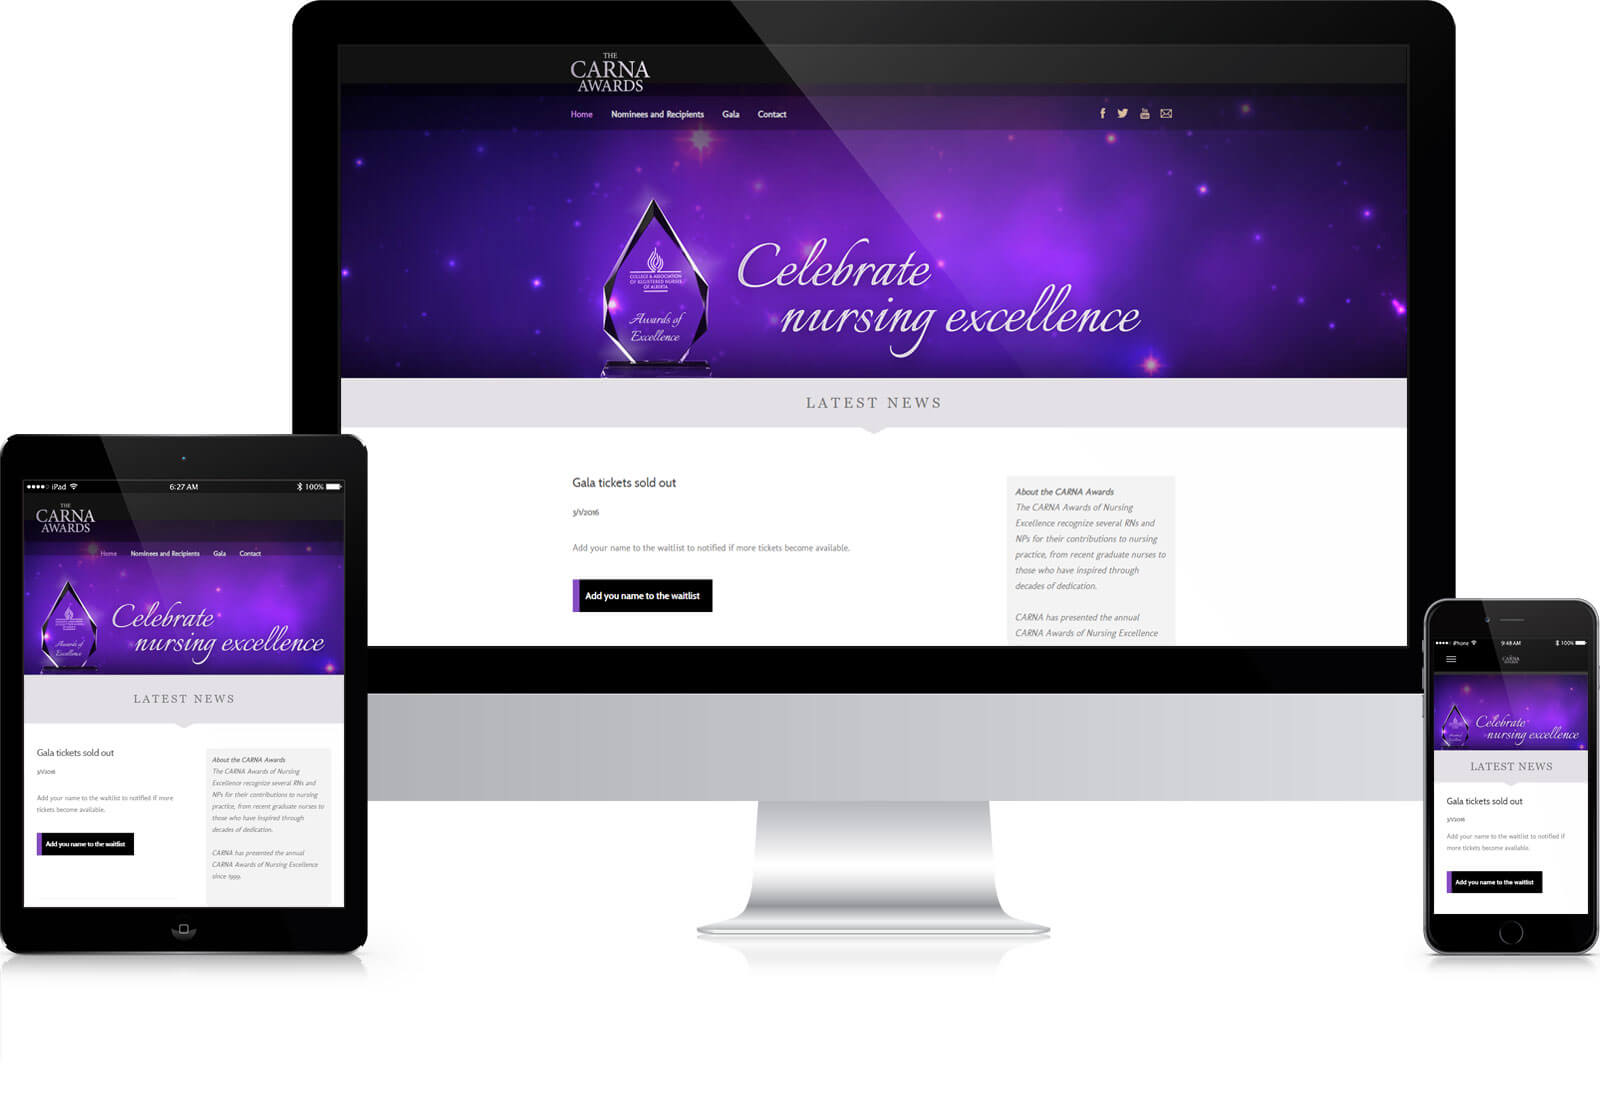 THE
CARNA
AWARDS
Home Nominees and Recipients Gala Contact
You
COLLEGE & ASSOCIATION
OF REGISTERED NURSES
OF ALBERTA
Awards of
Excellence
Celebrate
nursing excellence
LATEST NEWS
Gala tickets sold out
3/1/2016
Add your name to the waitlist to notified if more tickets become available.
Add you name to the waitlist
About the CARNA Awards
The CARNA Awards of Nursing
Excellence recognize several RNs and
NPs for their contributions to nursing
practice, from recent graduate nurses to
those who have inspired through
decades of dedication.
CARNA has presented the annual
CARNA Awards of Nursing Excellence
iPad 6:27 AM 100%
THE
CARNA
AWARDS
Home Nominees and Recipients Gala Contact
Awards of
Excellence
Celebrate
nursing excellence
LATEST NEWS
Gala tickets sold out
3/1/2016
Add your name to the waitlist to notified if more
tickets become available.
Add you name to the waitlist
About the CARNA Awards
The CARNA Awards of Nursing
Excellence recognize several RNs and
NPs for their contributions to nursing
practice, from recent graduate nurses to
those who have inspired through
decades of dedication.
CARNA has presented the annual
CARNA Awards of Nursing Excellence
since 1999.
iPhone 9:48 AM 100%
CARNA
AWARDS
Celebrate
nursing excellence
LATEST NEWS
Gala tickets sold out
3/1/2016
Add your name to the waitlist to notified if
more tickets become available.
Add you name to the waitlist